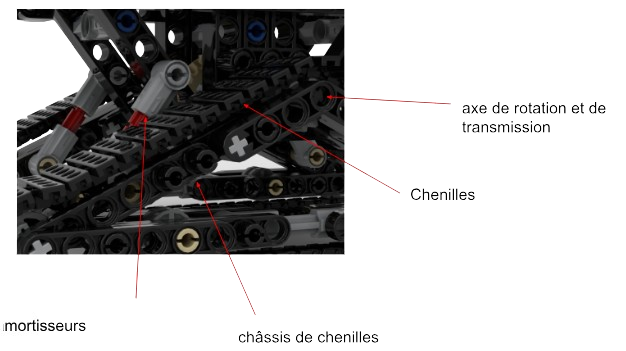 axe de rotation et de
transmission
Chenilles
mortisseurs
châssis de chenilles